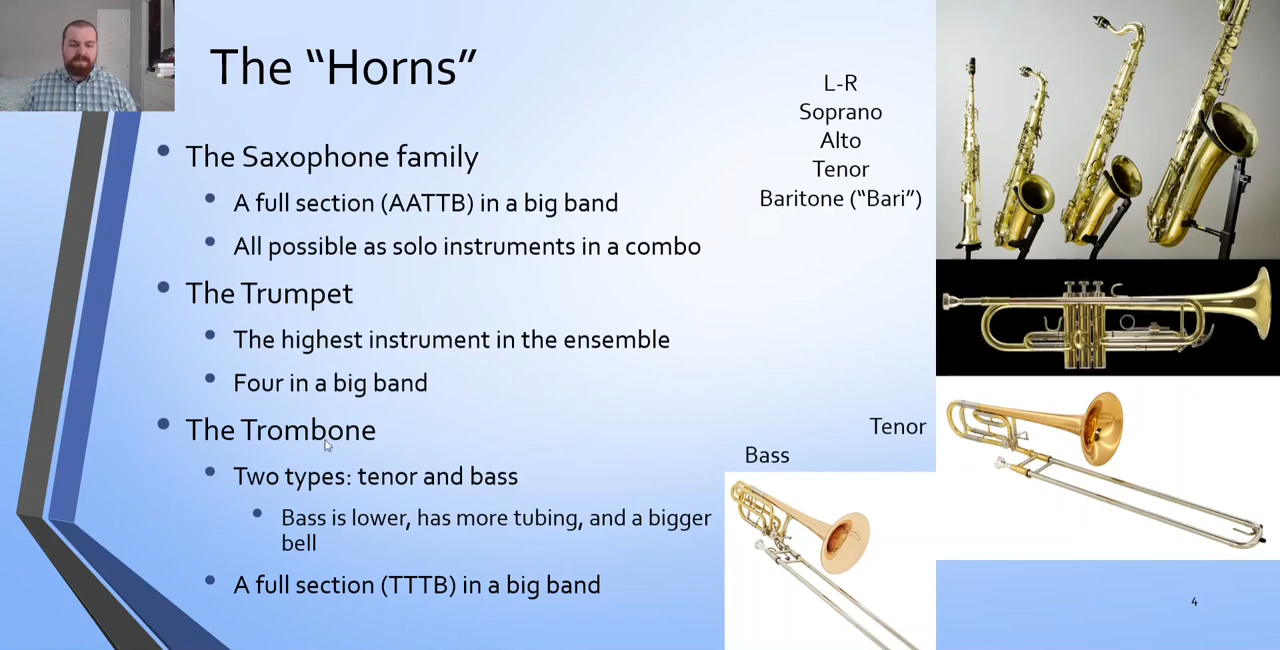 The “Horns”
L-R
Soprano
Alto
Tenor
Baritone (“Bari”)
The Saxophone family
A full section (AATTB) in a big band
All possible as solo instruments in a combo
The Trumpet
The highest instrument in the ensemble
Four in a big band
The Trombone
Two types: tenor and bass
Bass is lower, has more tubing, and a bigger
bell
A full section (TTTB) in a big band
Tenor
Bass
4